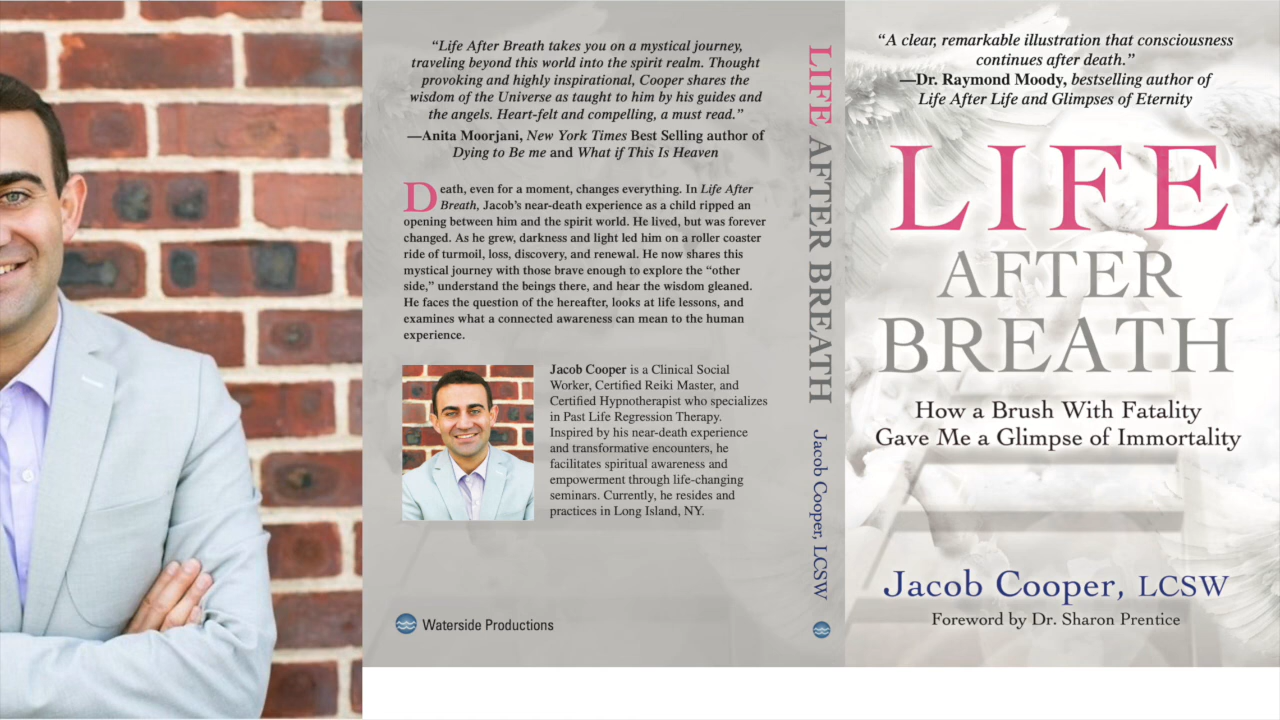 “Life After Breath takes you on a mystical journey,
traveling beyond this world into the spirit realm. Thought
provoking and highly inspirational, Cooper shares the
wisdom of the Universe as taught to him by his guides and
the angels. Heart-felt and compelling, a must read.”
—Anita Moorjani, New York Times Best Selling author of
Dying to Be me and What if This Is Heaven
Death, even for a moment, changes everything. In Life After
Breath, Jacob’s near-death experience as a child ripped an
opening between him and the spirit world. He lived, but was forever
changed. As he grew, darkness and light led him on a roller coaster
ride of turmoil, loss, discovery, and renewal. He now shares this
mystical journey with those brave enough to explore the “other
side,” understand the beings there, and hear the wisdom gleaned.
He faces the question of the hereafter, looks at life lessons, and
examines what a connected awareness can mean to the human
experience.
Jacob Cooper is a Clinical Social
Worker, Certified Reiki Master, and
Certified Hypnotherapist who specializes
in Past Life Regression Therapy.
Inspired by his near-death experience
and transformative encounters, he
facilitates spiritual awareness and
empowerment through life-changing
seminars. Currently, he resides and
practices in Long Island, NY.
Waterside Productions
LIFE AFTER BREATH Jacob Cooper, LCSW
“A clear, remarkable illustration that consciousness
continues after death.”
—Dr. Raymond Moody, bestselling author of
Life After Life and Glimpses of Eternity
LIFE
AFTER
BREATH
How a Brush With Fatality
Gave Me a Glimpse of Immortality
Jacob Cooper, LCSW
Foreword by Dr. Sharon Prentice